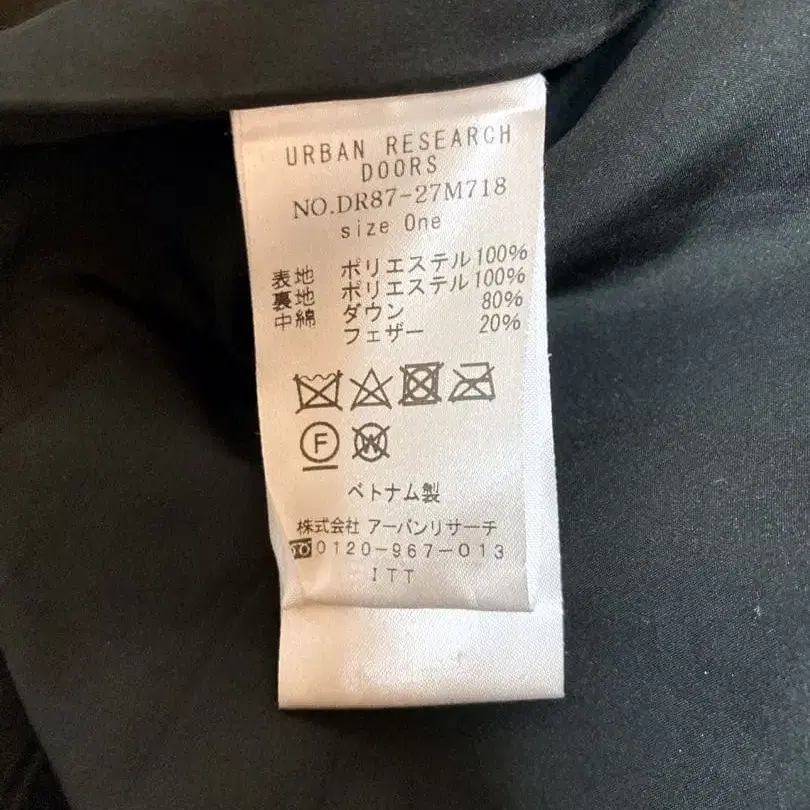 URBAN RESEARCH
DOORS
NO.DR87-27M718
size One
表地 ポリエステル100%
裏地 ポリエステル100%
中綿 ダウン 80%
フェザー 20%
F W
ベトナム製
株式会社 アーバンリサーチ
0120-967-013
ITT